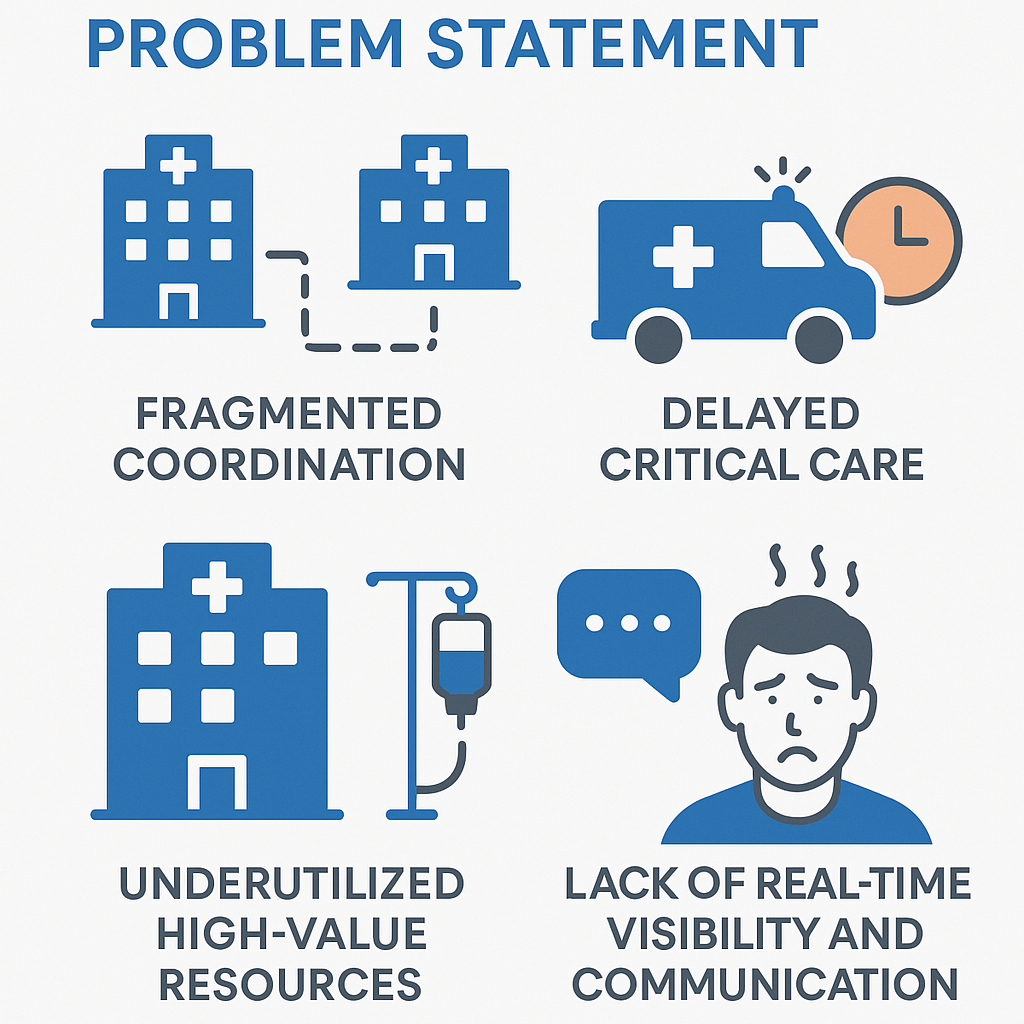 PROBLEM STATEMENT
FRAGMENTED
COORDINATION
DELAYED
CRITICAL CARE
UNDERUTILIZED
HIGH-VALUE
RESOURCES
LACK OF REAL-TIME
VISIBILITY AND
COMMUNICATION